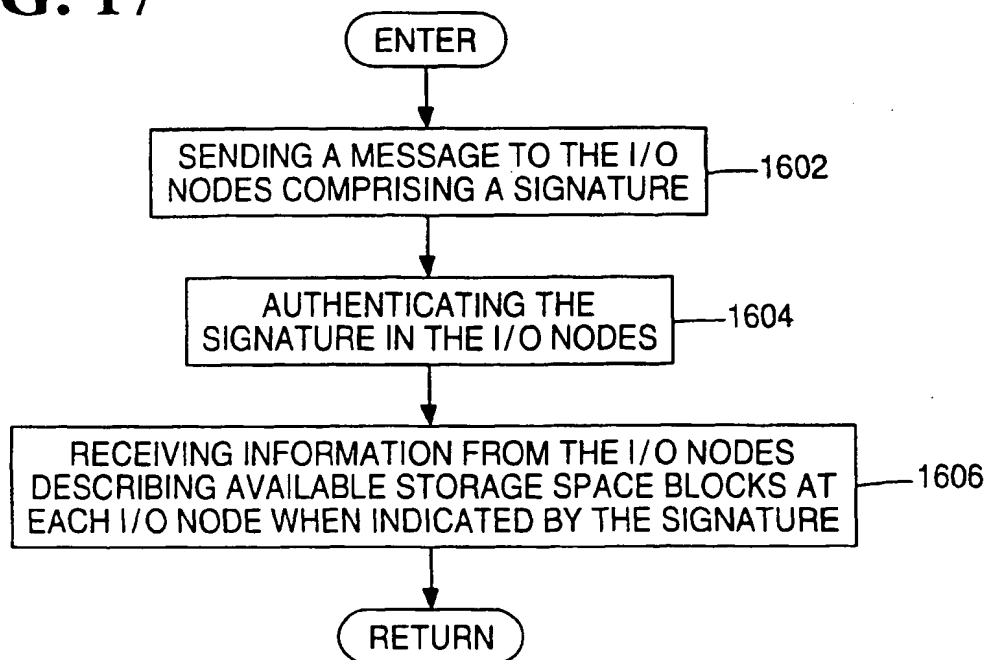 G. 17
ENTER
SENDING A MESSAGE TO THE I/O
NODES COMPRISING A SIGNATURE
1602
AUTHENTICATING THE
SIGNATURE IN THE I/O NODES
1604
RECEIVING INFORMATION FROM THE I/O NODES
DESCRIBING AVAILABLE STORAGE SPACE BLOCKS AT
EACH I/O NODE WHEN INDICATED BY THE SIGNATURE
1606
RETURN